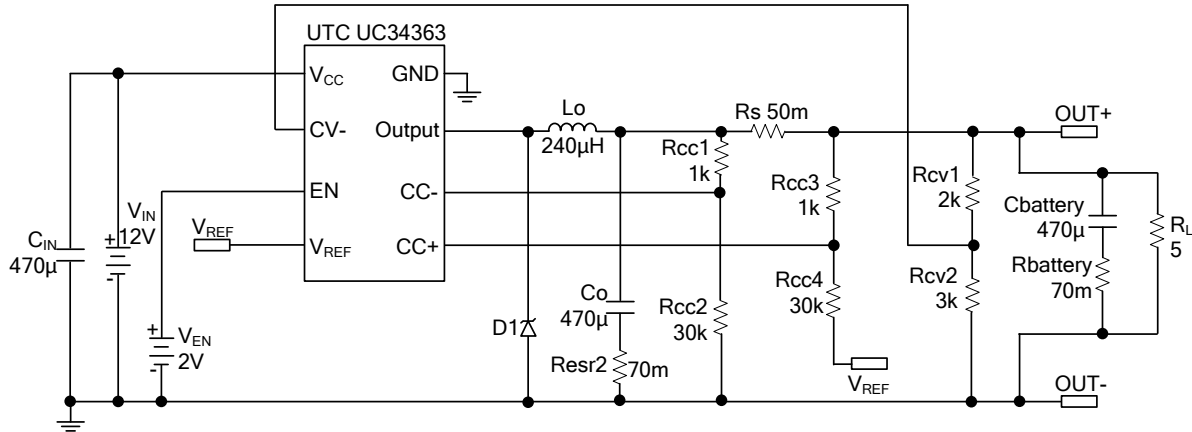 UTC UC34363
VCC
GND
CV-
Output
EN
CC-
VREF
CC+
CIN
470μ
VIN
12V
+
-
VREF
VEN
2V
+
-
Lo
240μH
D1
Co
470μ
Resr2
70m
Rcc1
1k
Rcc2
30k
Rs 50m
Rcc3
1k
Rcc4
30k
VREF
Rcv1
2k
Rcv2
3k
OUT+
Cbattery
470μ
Rbattery
70m
RL
5
OUT-